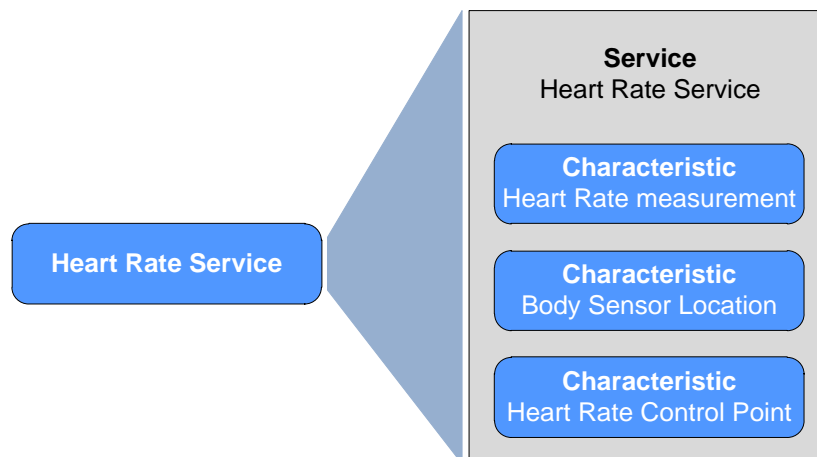 Heart Rate Service
Service
Heart Rate Service
Characteristic
Heart Rate measurement
Characteristic
Body Sensor Location
Characteristic
Heart Rate Control Point